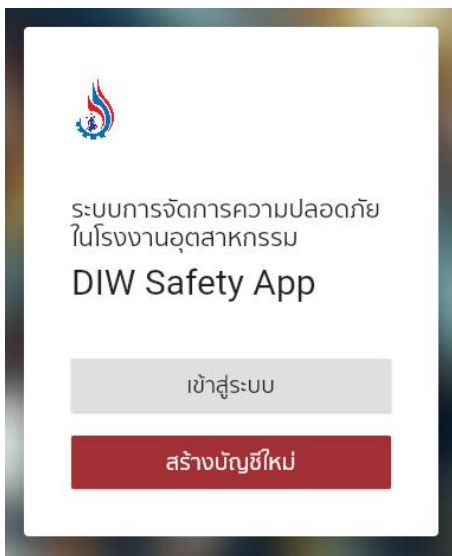 ระบบการจัดการความปลอดภัย
ในโรงงานอุตสาหกรรม
DIW Safety App
เข้าสู่ระบบ
สร้างบัญชีใหม่